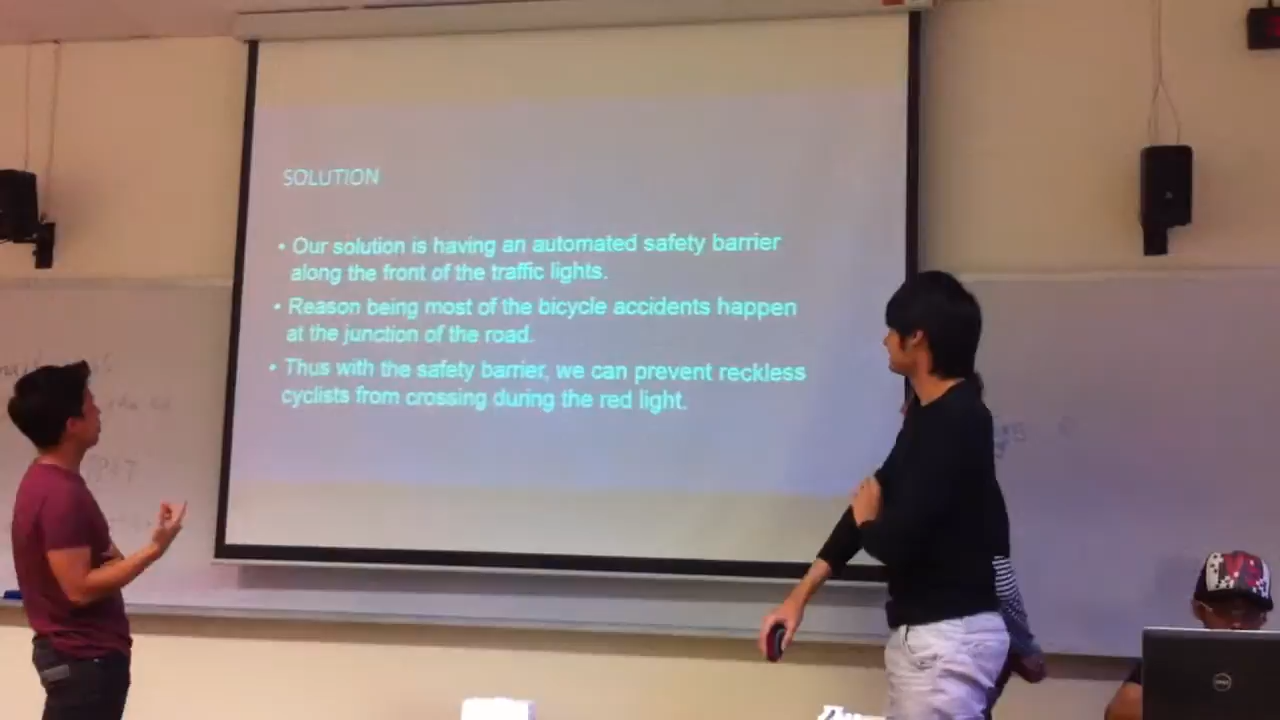 SOLUTION
• Our solution is having an automated safety barrier
along the front of the traffic lights.
• Reason being most of the bicycle accidents happen
at the junction of the road.
• Thus with the safety barrier, we can prevent reckless
cyclists from crossing during the red light.
DELL